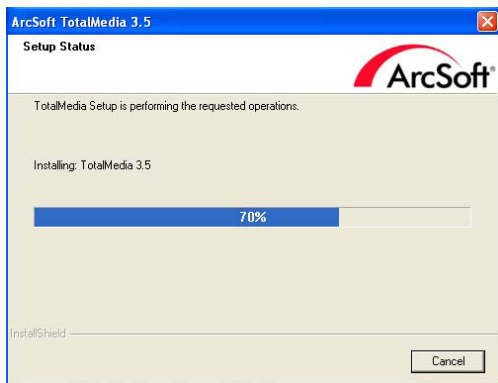 ArcSoft TotalMedia 3.5
Setup Status
ArcSoft®
TotalMedia Setup is performing the requested operations.
Installing: TotalMedia 3.5
70%
InstallShield
Cancel